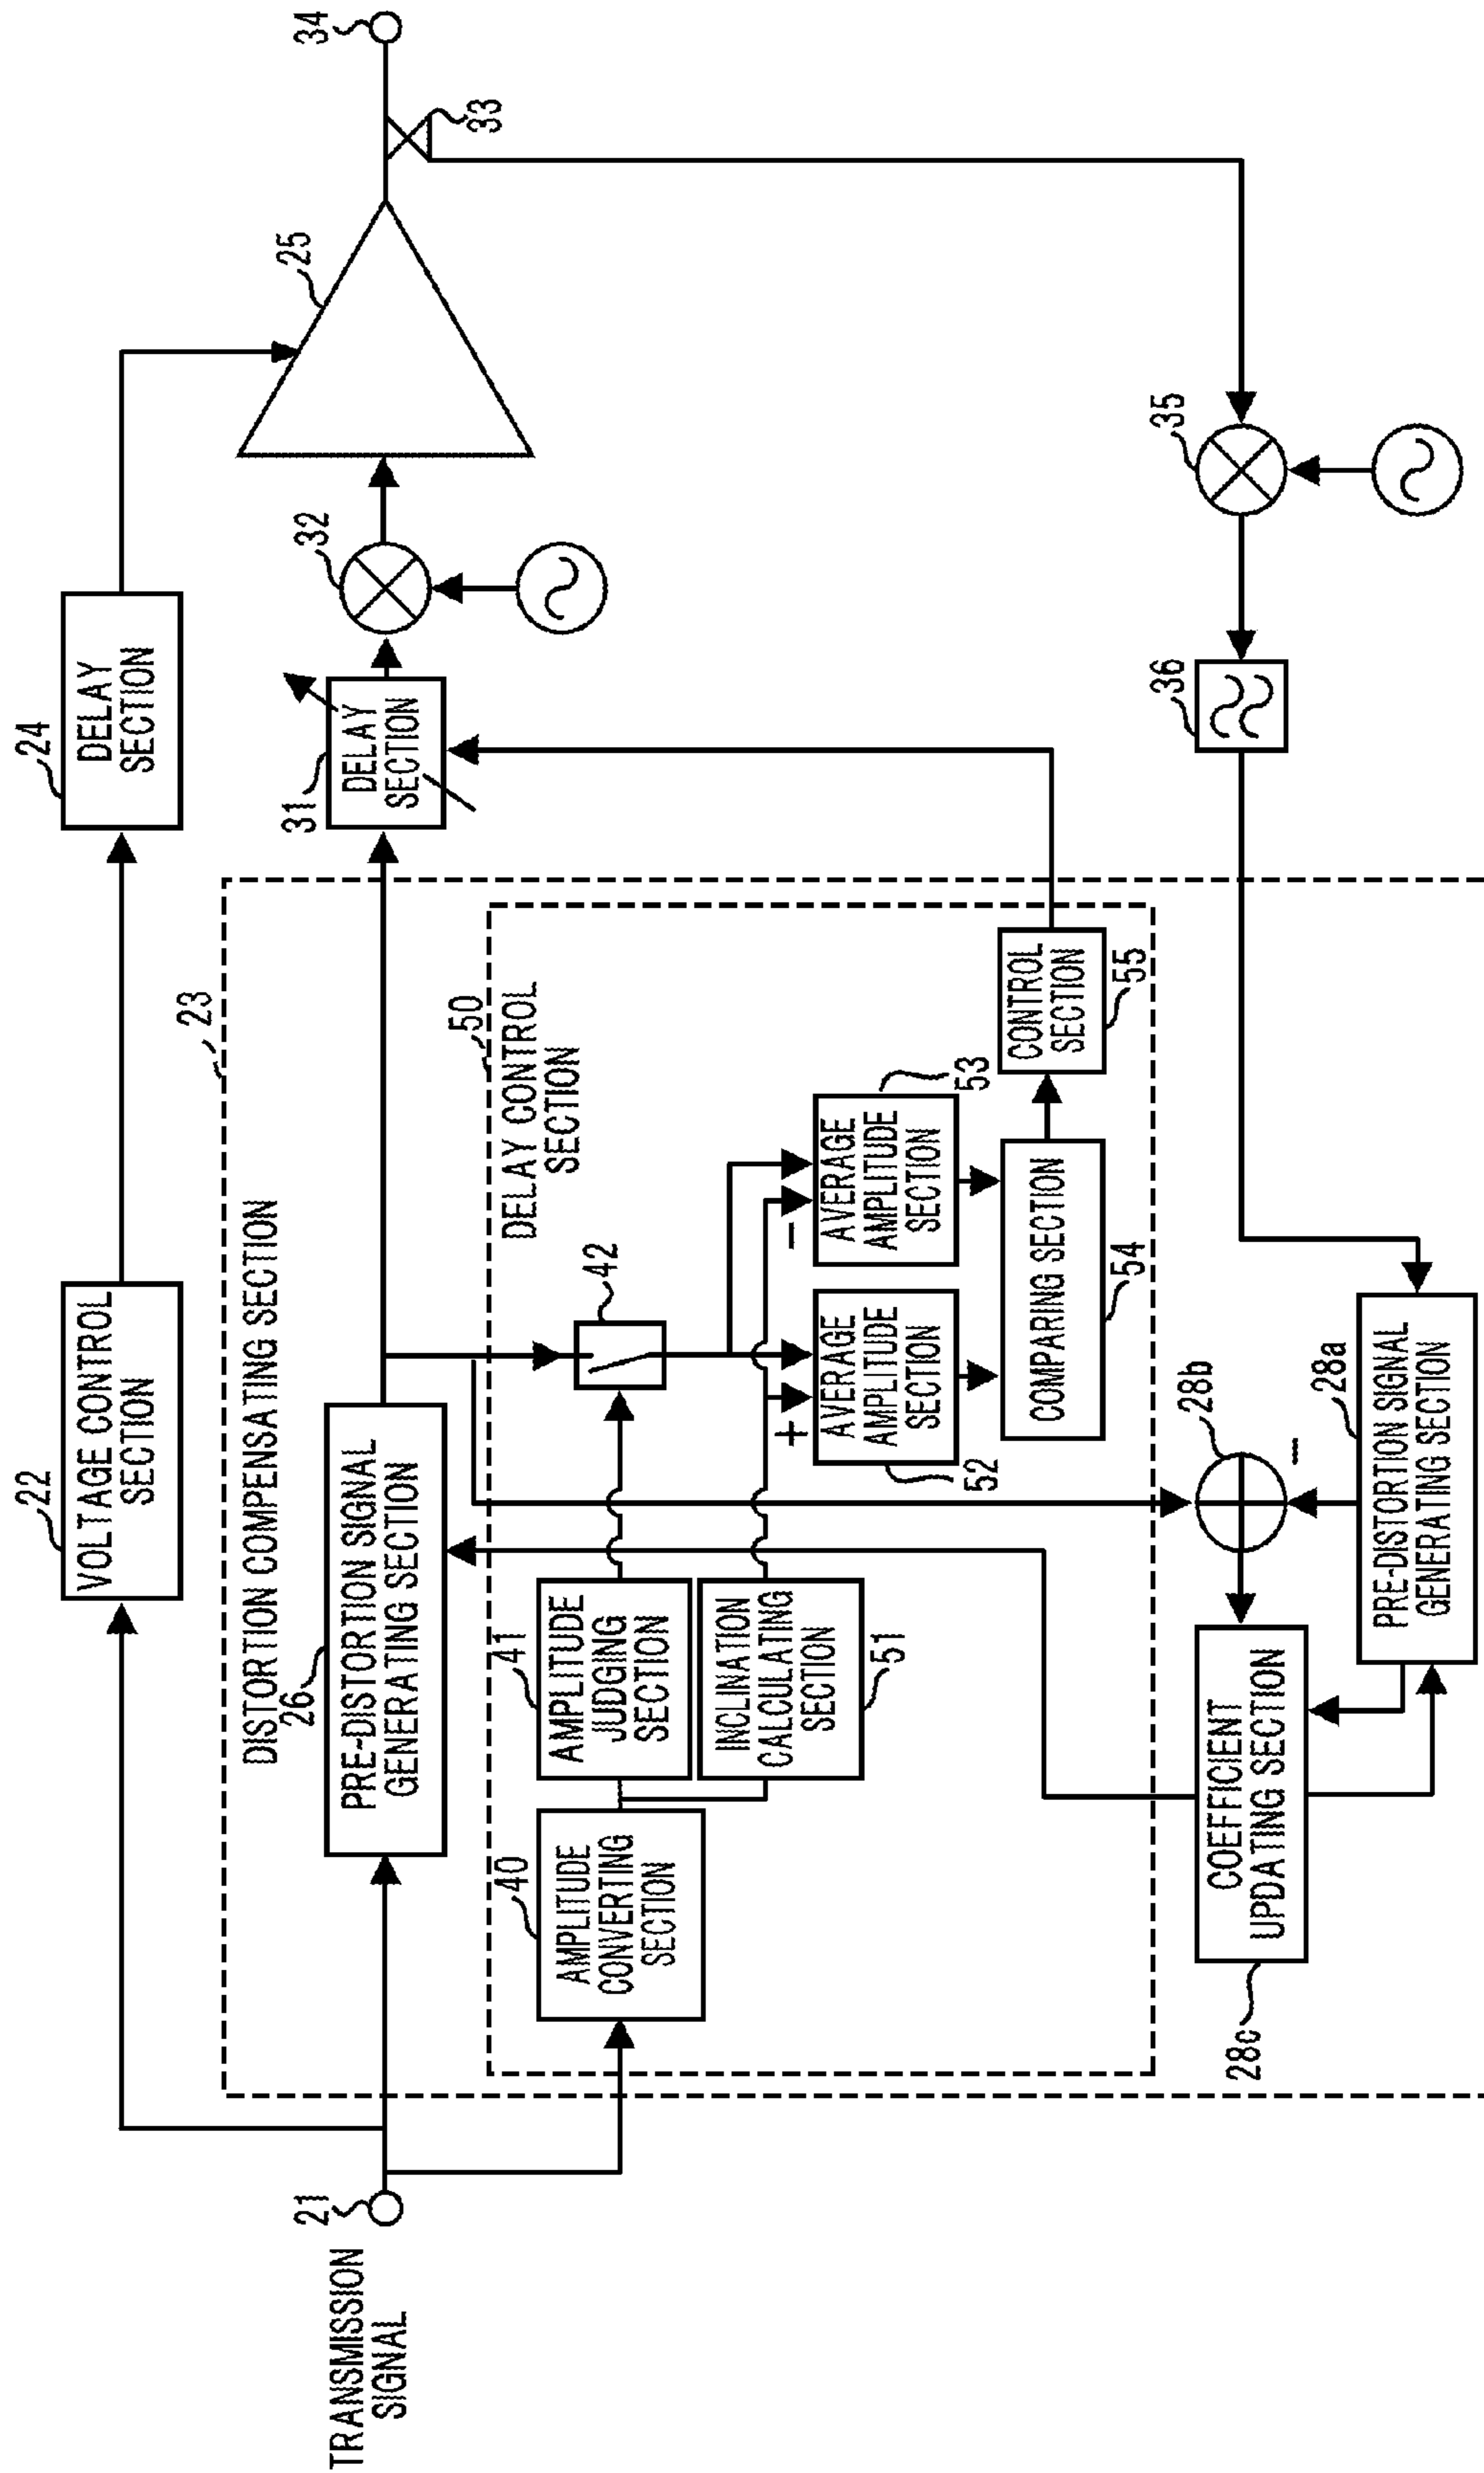 22
VOLTAGE CONTROL
SECTION
24
DELAY
SECTION
23
DISTORTION COMPENSATING SECTION
TRANSMISSION
SIGNAL
21
26
PRE-DISTORTION SIGNAL
GENERATING SECTION
31
DELAY
SECTION
32
25
33
34
50
DELAY CONTROL
SECTION
40
AMPLITUDE
CONVERTING
SECTION
41
AMPLITUDE
JUDGING
SECTION
42
INCLINATION
CALCULATING
SECTION
51
+
−
AVERAGE
AMPLITUDE
SECTION
52
AVERAGE
AMPLITUDE
SECTION
53
COMPARING SECTION
54
CONTROL
SECTION
55
28c
COEFFICIENT
UPDATING SECTION
28b
−
28a
PRE-DISTORTION SIGNAL
GENERATING SECTION
36
35